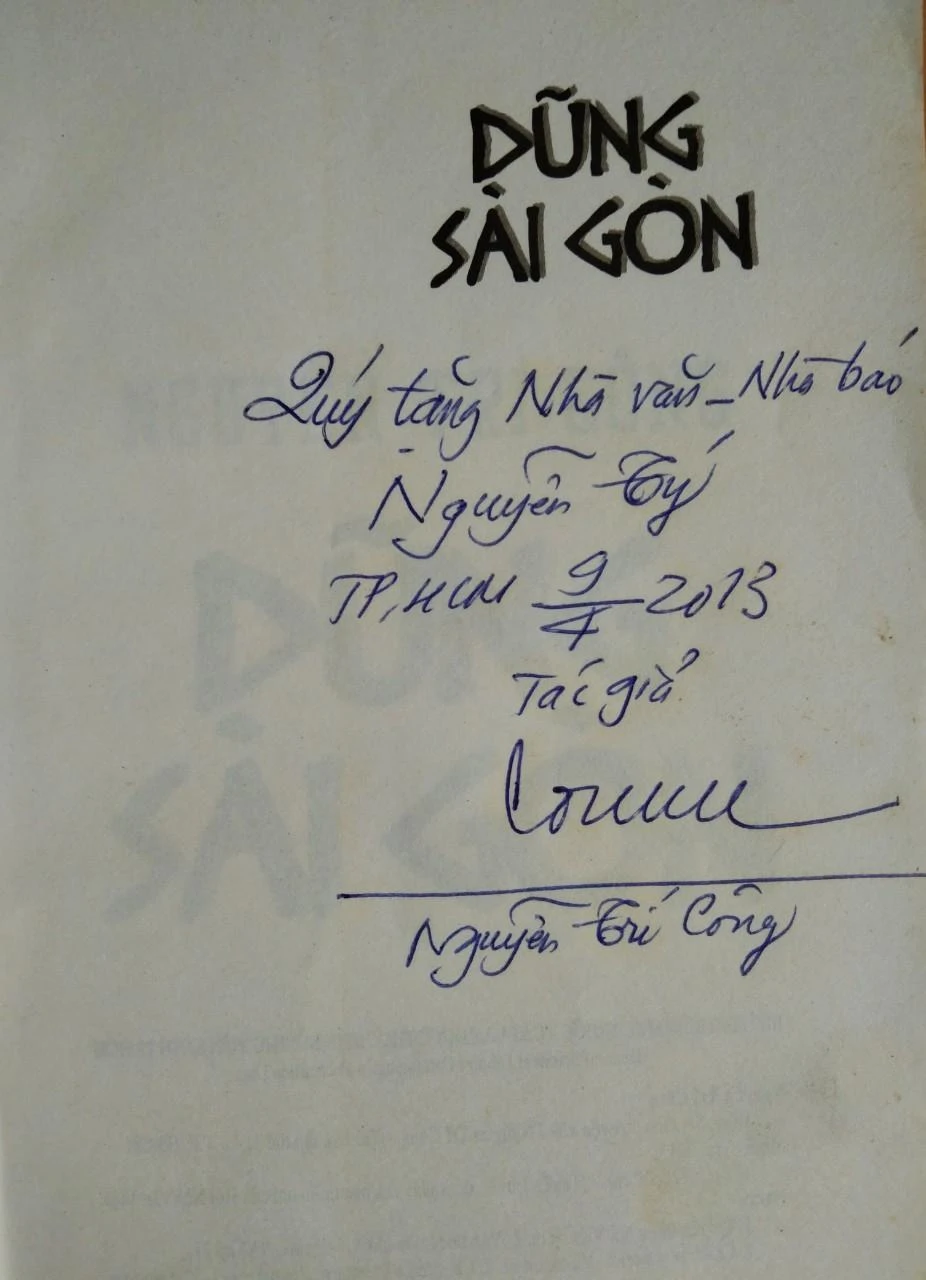 DŨNG
SÀI GÒN
Quý tặng Nhà văn - Nhà báo
Nguyễn Tý
TP, HCM 9/4 2013
Tác giả
Nguyễn Trí Công